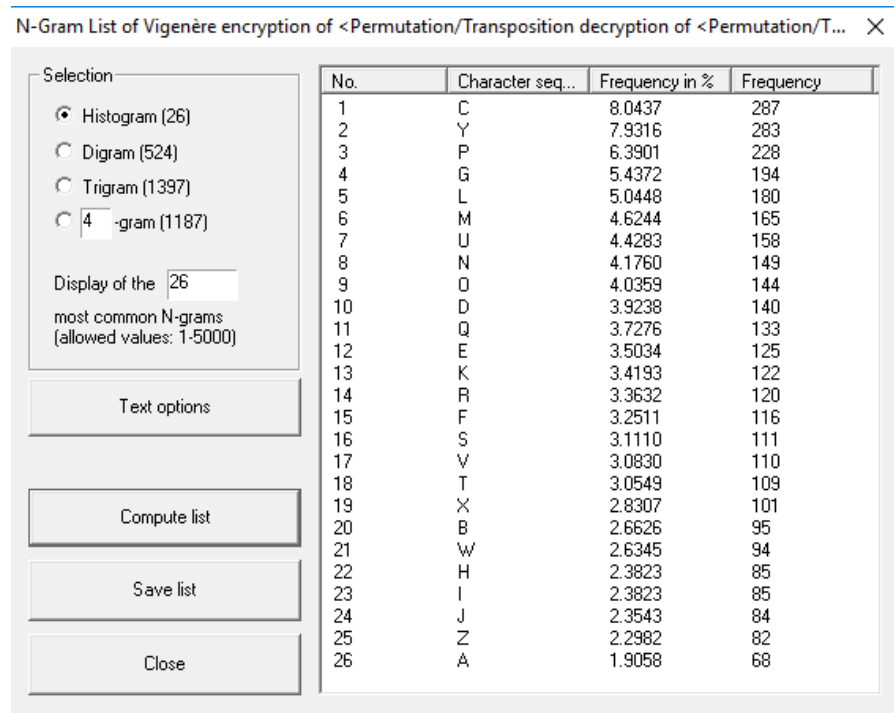 N-Gram List of Vigenère encryption of <Permutation/Transposition decryption of <Permutation/T...
Selection
Histogram (26)
Digram (524)
Trigram (1397)
4 -gram (1187)
Display of the 26
most common N-grams
(allowed values: 1-5000)
Text options
Compute list
Save list
Close
No. Character seq... Frequency in % Frequency
1 C 8.0437 287
2 Y 7.9316 283
3 P 6.3901 228
4 G 5.4372 194
5 L 5.0448 180
6 M 4.6244 165
7 U 4.4283 158
8 N 4.1760 149
9 O 4.0359 144
10 D 3.9238 140
11 Q 3.7276 133
12 E 3.5034 125
13 K 3.4193 122
14 R 3.3632 120
15 F 3.2511 116
16 S 3.1110 111
17 V 3.0830 110
18 T 3.0549 109
19 X 2.8307 101
20 B 2.6626 95
21 W 2.6345 94
22 H 2.3823 85
23 I 2.3823 85
24 J 2.3543 84
25 Z 2.2982 82
26 A 1.9058 68